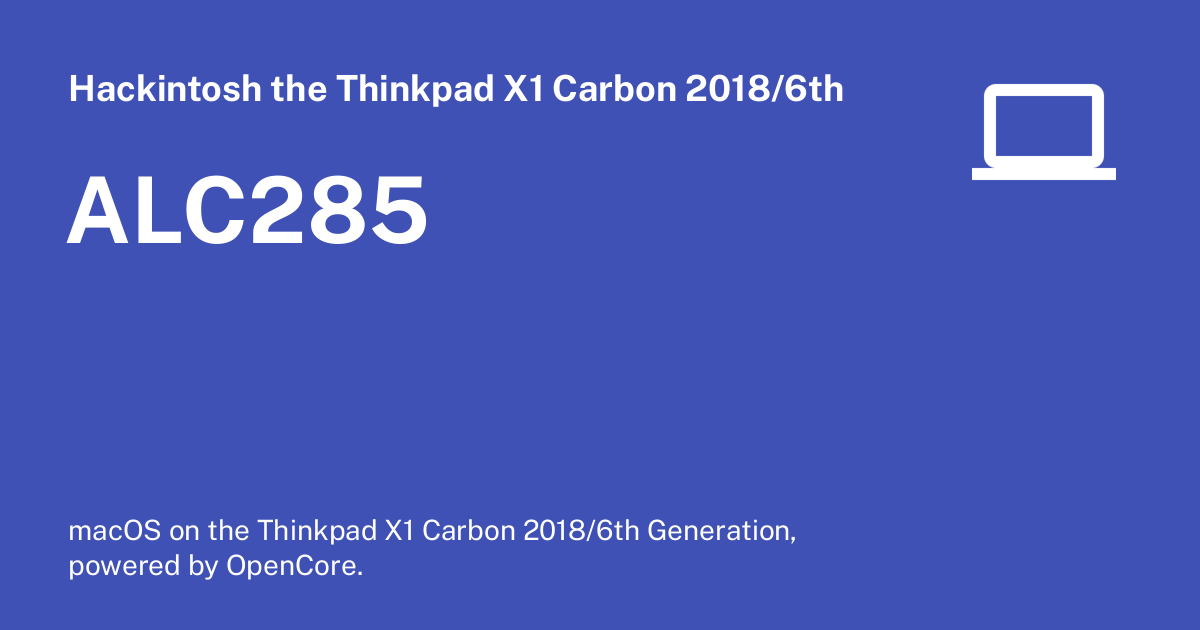 Hackintosh the Thinkpad X1 Carbon 2018/6th
ALC285
macOS on the Thinkpad X1 Carbon 2018/6th Generation,
powered by OpenCore.